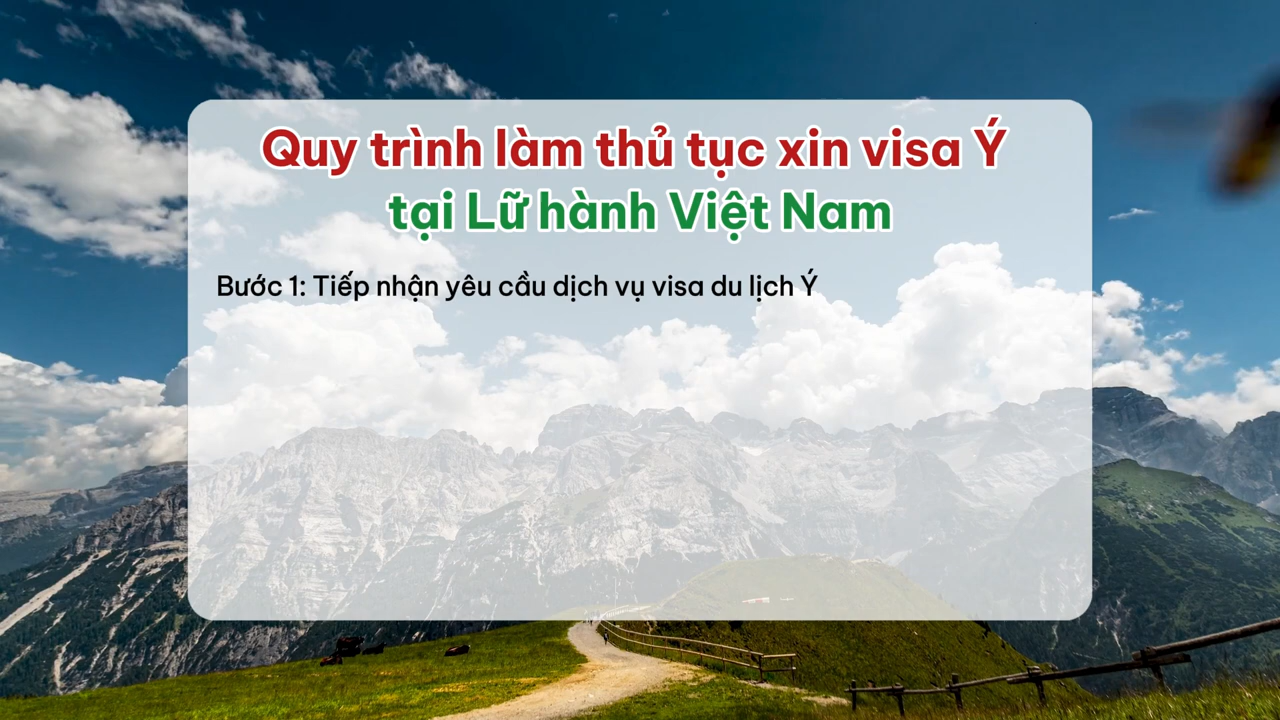 Quy trình làm thủ tục xin visa Ý
tại Lữ hành Việt Nam
Bước 1: Tiếp nhận yêu cầu dịch vụ visa du lịch Ý